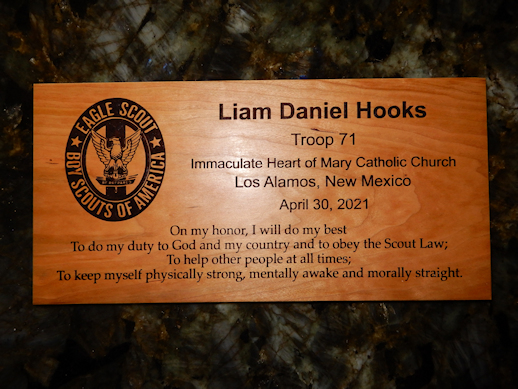 EAGLE SCOUT
BOY SCOUTS OF AMERICA
Liam Daniel Hooks
Troop 71
Immaculate Heart of Mary Catholic Church
Los Alamos, New Mexico
April 30, 2021
On my honor, I will do my best
To do my duty to God and my country and to obey the Scout Law;
To help other people at all times;
To keep myself physically strong, mentally awake and morally straight.